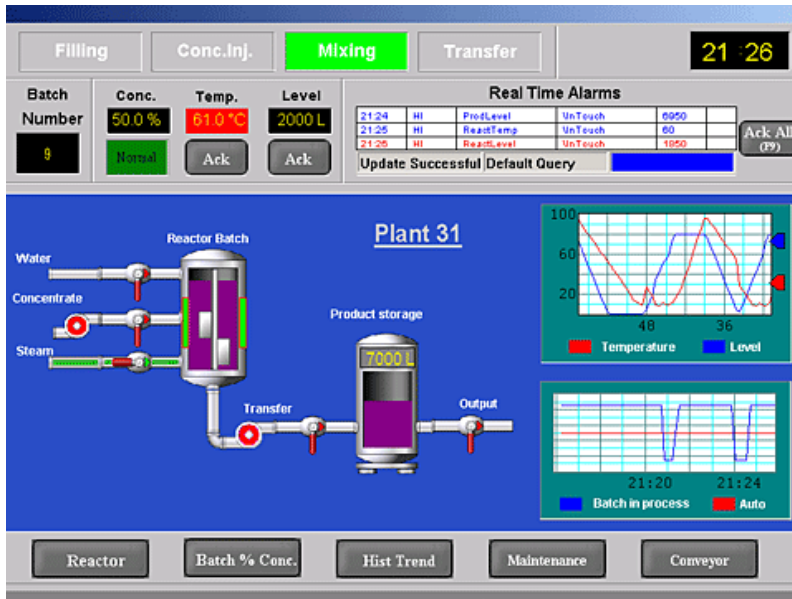 Filling Conc.Inj. Mixing Transfer 21:26
Batch Number
9
Conc. Temp. Level
50.0 % 61.0 °C 2000 L
Normal Ack Ack
Real Time Alarms
21:24 HI ProdLevel UnTouch 6950
21:25 HI ReactTemp UnTouch 60
21:26 HI ReactLevel UnTouch 1850
Update Successful Default Query
Ack All
(F9)
Plant 31
Reactor Batch
Water
Concentrate
Steam
Product storage
7000 L
Transfer
Output
100
60
20
48 36
Temperature Level
21:20 21:24
Batch in process Auto
Reactor Batch % Conc. Hist Trend Maintenance Conveyor